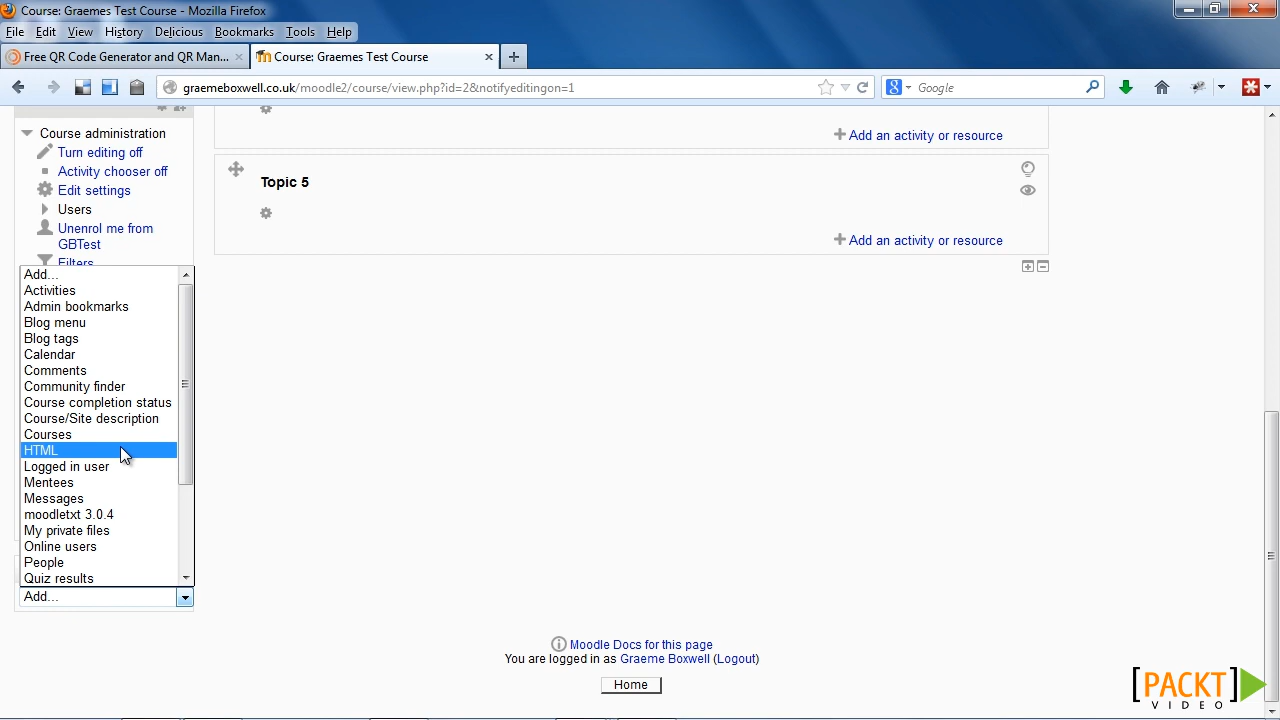 Course: Graemes Test Course - Mozilla Firefox
File Edit View History Delicious Bookmarks Tools Help
Free QR Code Generator and QR Man... × Course: Graemes Test Course ×
graemeboxwell.co.uk/moodle2/course/view.php?id=2&notifyeditingon=1 Google
Course administration
Turn editing off
Activity chooser off
Edit settings
Users
Unenrol me from
GBTest
Filters
Add...
Activities
Admin bookmarks
Blog menu
Blog tags
Calendar
Comments
Community finder
Course completion status
Course/Site description
Courses
HTML
Logged in user
Mentees
Messages
moodletxt 3.0.4
My private files
Online users
People
Quiz results
Add...
Add an activity or resource
Topic 5
Add an activity or resource
Moodle Docs for this page
You are logged in as Graeme Boxwell (Logout)
Home
[PACKT]
VIDEO